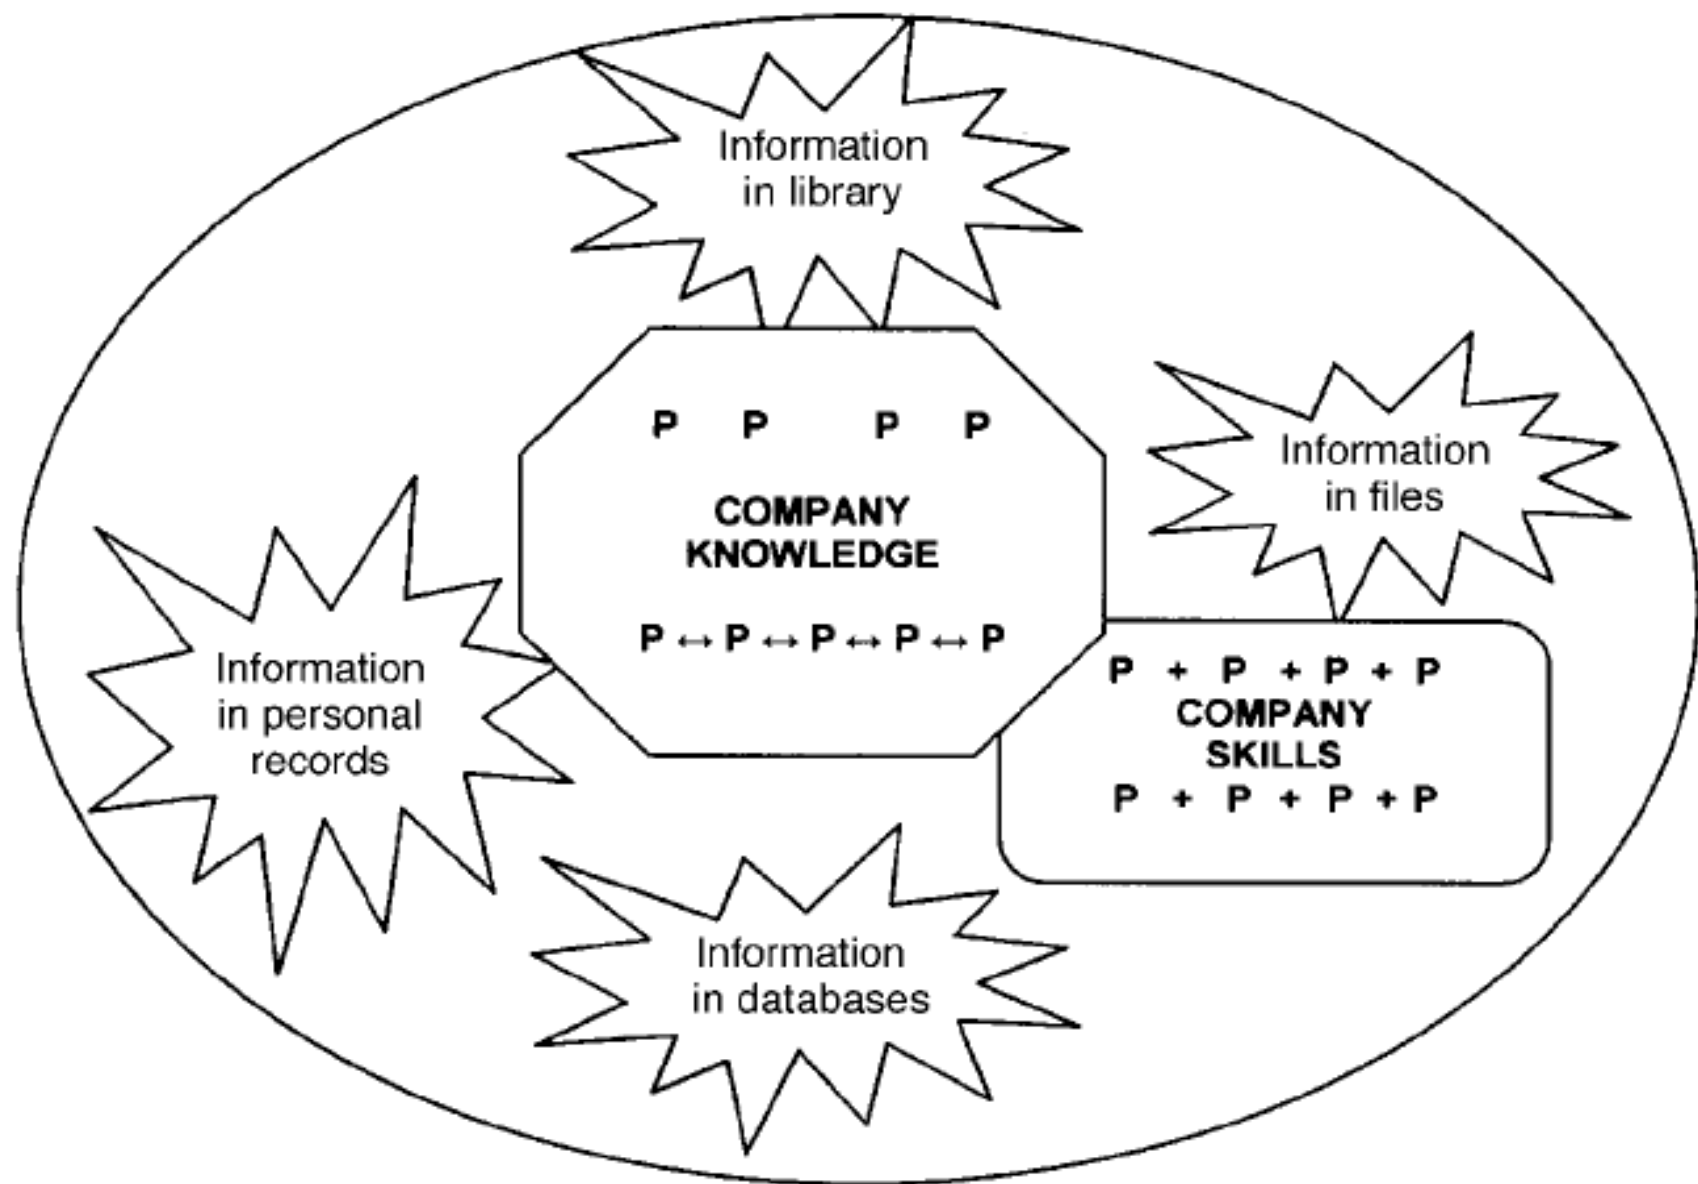 Information
in library
P P P P
COMPANY
KNOWLEDGE
P ↔ P ↔ P ↔ P ↔ P
Information
in files
P + P + P + P
COMPANY
SKILLS
P + P + P + P
Information
in personal
records
Information
in databases